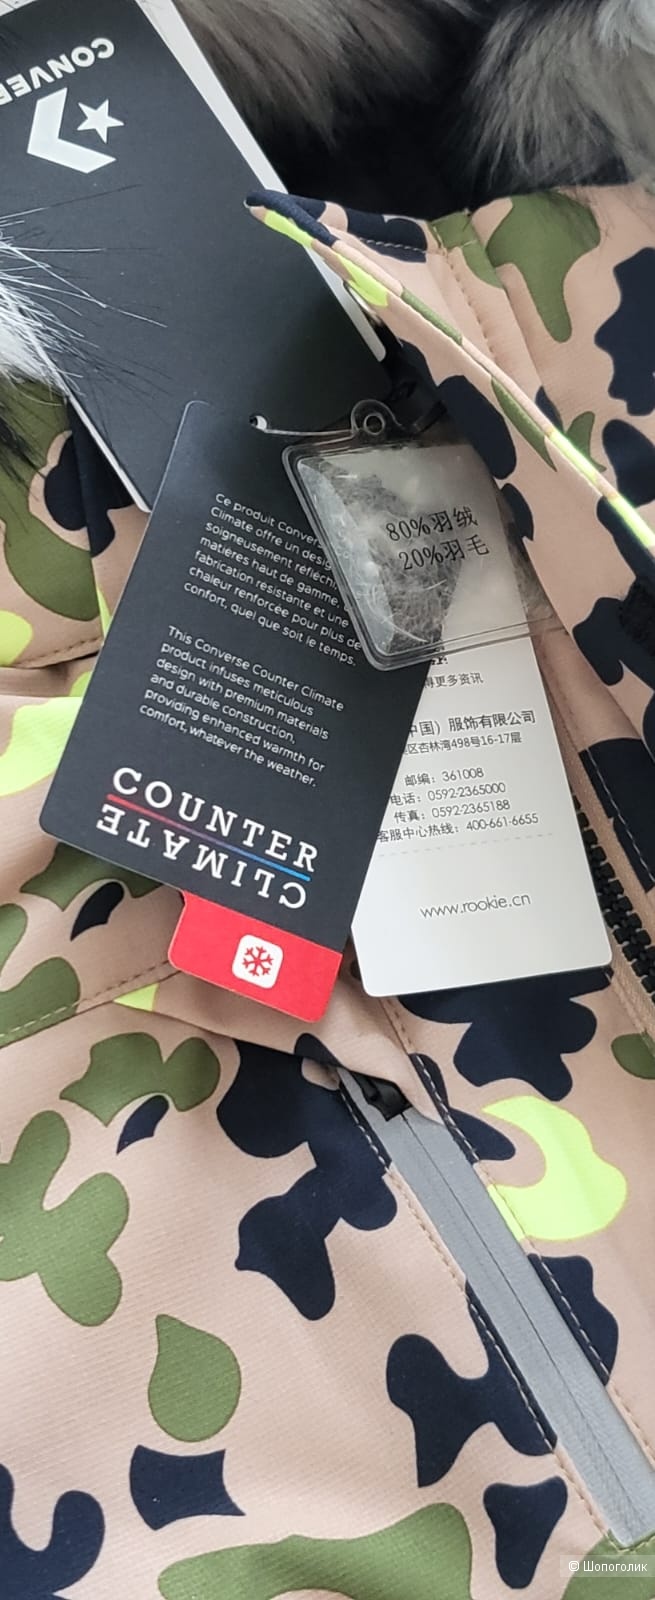 Ce produit
Climate offre un
soigneusement
matières haut de gamme,
fabrication résistante et une
chaleur renforcée pour plus de
confort, quel que soit le temps.
This Converse Counter Climate
product infuses meticulous
design with premium materials
and durable construction,
providing enhanced warmth for
comfort, whatever the weather.
COUNTER
CLIMATE
80%羽绒
20%羽毛
得更多资讯
国）服饰有限公司
区杏林湾498号16-17层
邮编：361008
电话：0592-2365000
传真：0592-2365188
客服中心热线：400-661-6655
www.rookie.cn
© Шопоголик